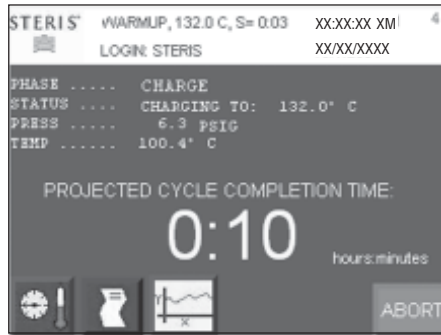 STERIS WARMUP, 132.0 C, S= 0:03 XX:XX:XX XM 4
LOGIN: STERIS XX/XX/XXXX
PHASE ..... CHARGE
STATUS .... CHARGING TO: 132.0° C
PRESS ..... 6.3 PSIG
TEMP ...... 100.4° C
PROJECTED CYCLE COMPLETION TIME:
0:10 hours:minutes
ABORT